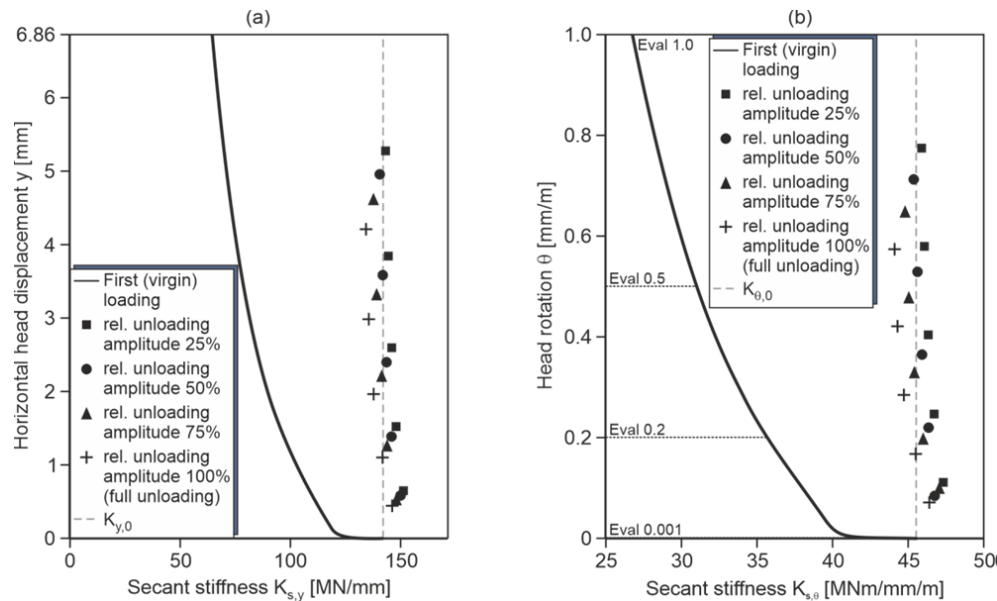 (a)
6.86
6
5
4
3
2
1
0
Horizontal head displacement y [mm]
First (virgin)
loading
rel. unloading
amplitude 25%
rel. unloading
amplitude 50%
rel. unloading
amplitude 75%
rel. unloading
amplitude 100%
(full unloading)
K_y,0
0
50
100
150
Secant stiffness K_s,y [MN/mm]
(b)
1.0
0.8
0.6
0.4
0.2
0
Head rotation θ [mm/m]
Eval 1.0
First (virgin)
loading
rel. unloading
amplitude 25%
rel. unloading
amplitude 50%
rel. unloading
amplitude 75%
rel. unloading
amplitude 100%
(full unloading)
K_θ,0
Eval 0.5
Eval 0.2
Eval 0.001
25
30
35
40
45
500
Secant stiffness K_s,θ [MNm/mm/m]